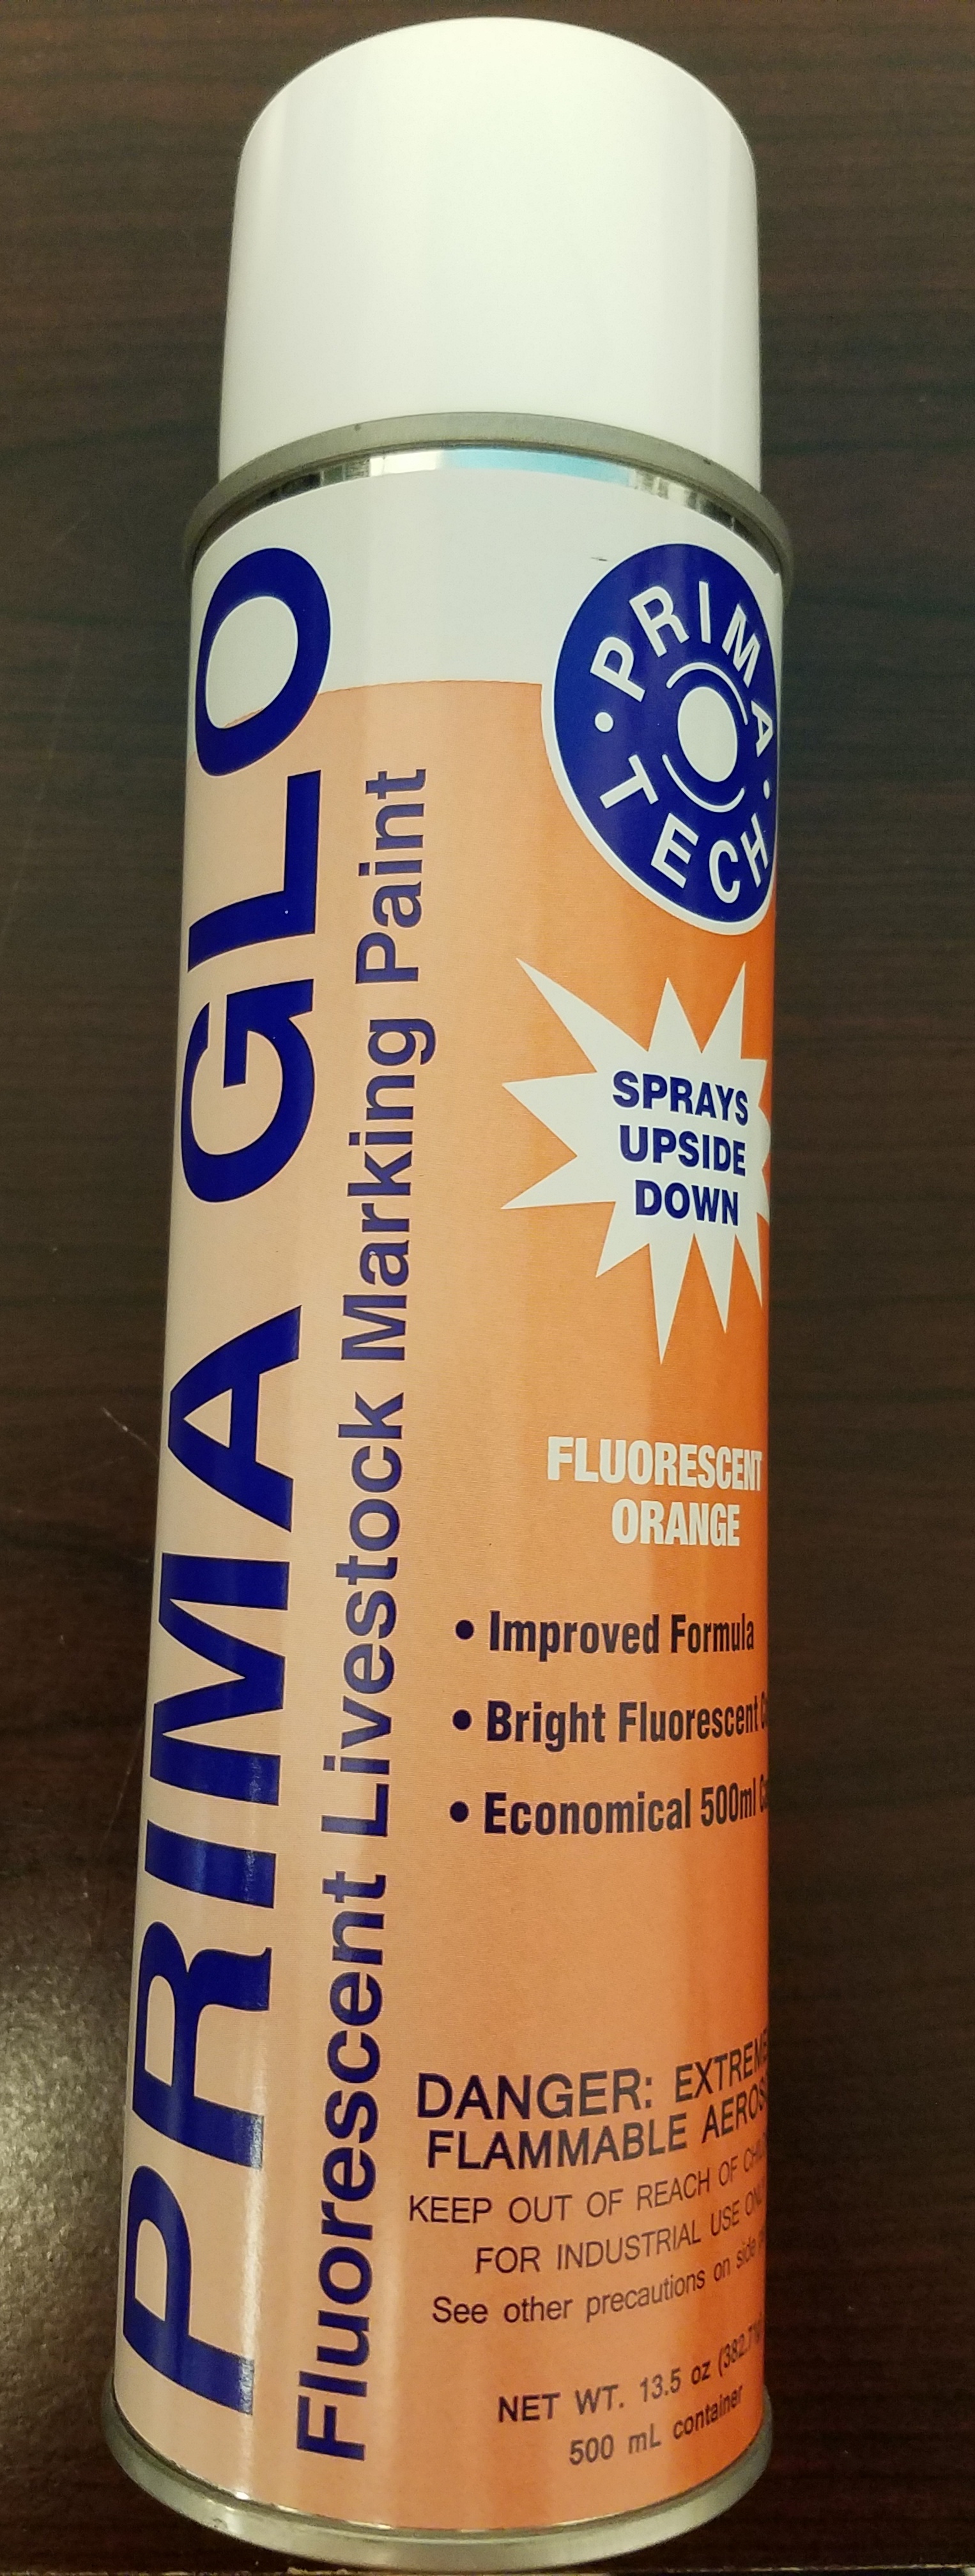 PRIMA GLO
Fluorescent Livestock Marking Paint
• PRIMA •
TECH
SPRAYS
UPSIDE
DOWN
FLUORESCENT
ORANGE
• Improved Formula
• Bright Fluorescent
• Economical 500ml
DANGER:
FLAMMABLE
KEEP OUT OF REACH OF
FOR INDUSTRIAL USE
See other precautions on side
NET WT. 13.5 oz
500 mL container